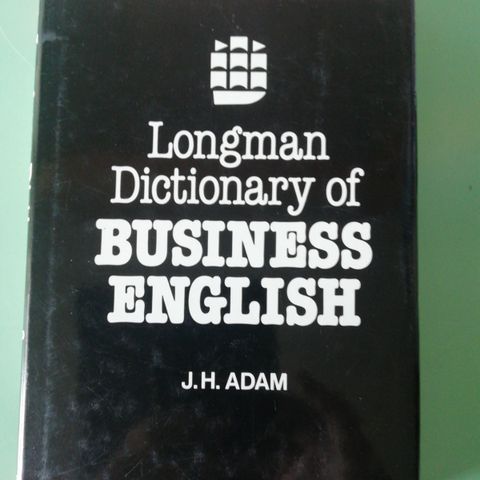 Longman
Dictionary of
BUSINESS
ENGLISH
J.H. ADAM